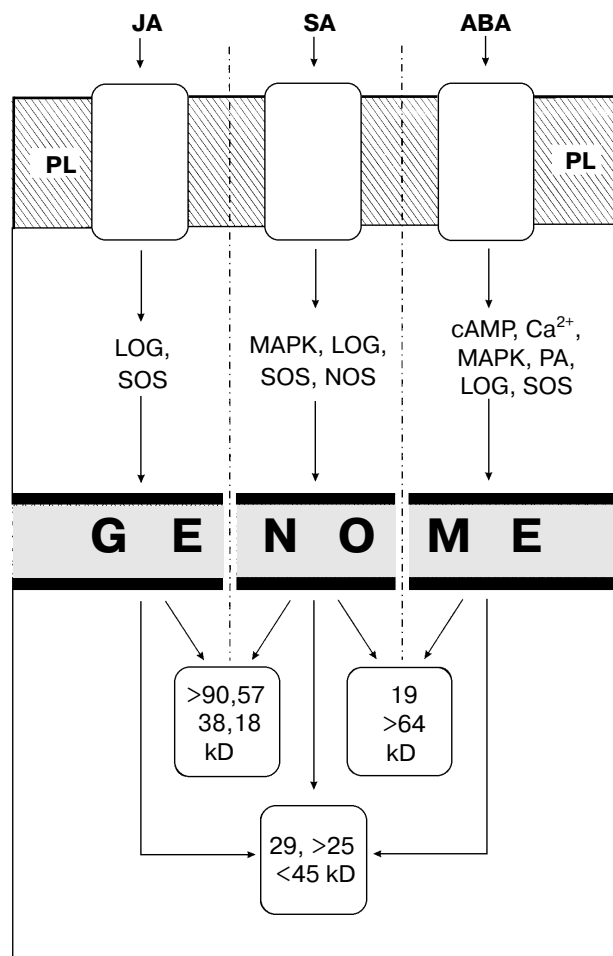 JA SA ABA
PL PL
LOG,
SOS
MAPK, LOG,
SOS, NOS
cAMP, Ca²⁺,
MAPK, PA,
LOG, SOS
G E N O M E
>90,57
38,18
kD
19
>64
kD
29, >25
<45 kD